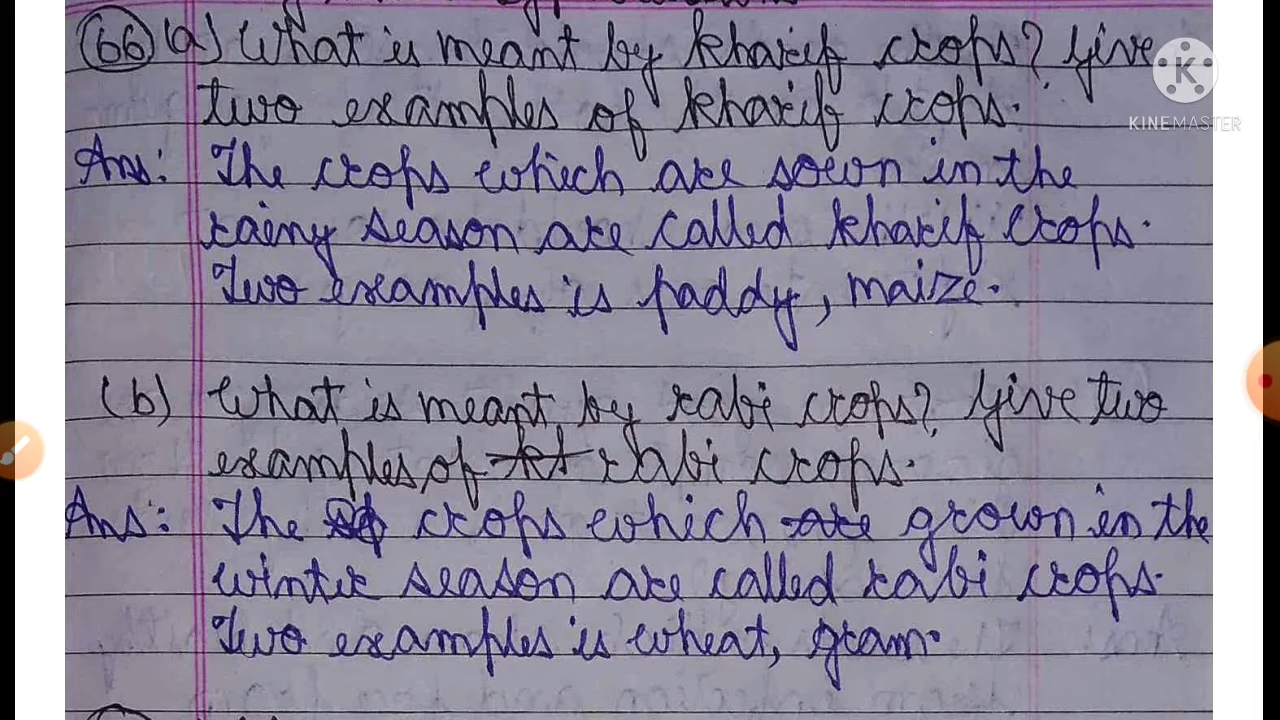 (66) (a) What is meant by kharif crops? Give
two examples of kharif crops.
Ans: The crops which are sown in the
rainy season are called kharif crops.
Two examples is paddy, maize.
(b) What is meant by rabi crops? Give two
examples of rabi crops.
Ans: The crops which are grown in the
winter season are called rabi crops.
Two examples is wheat, gram.
K
KINEMASTER